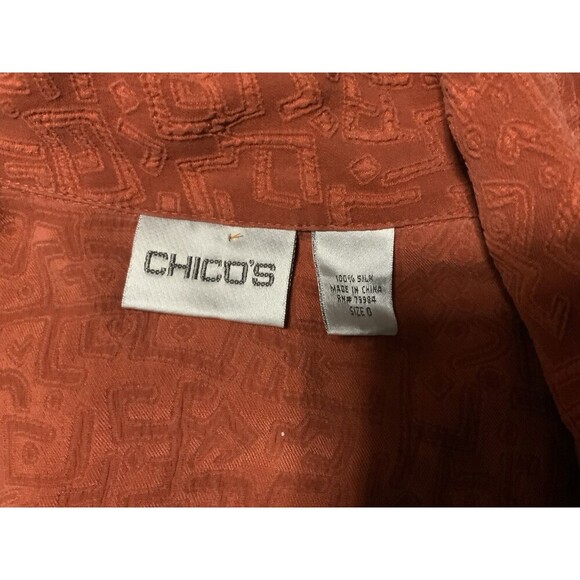 CHICO'S
100% SILK
MADE IN CHINA
RN# 79984
SIZE 0